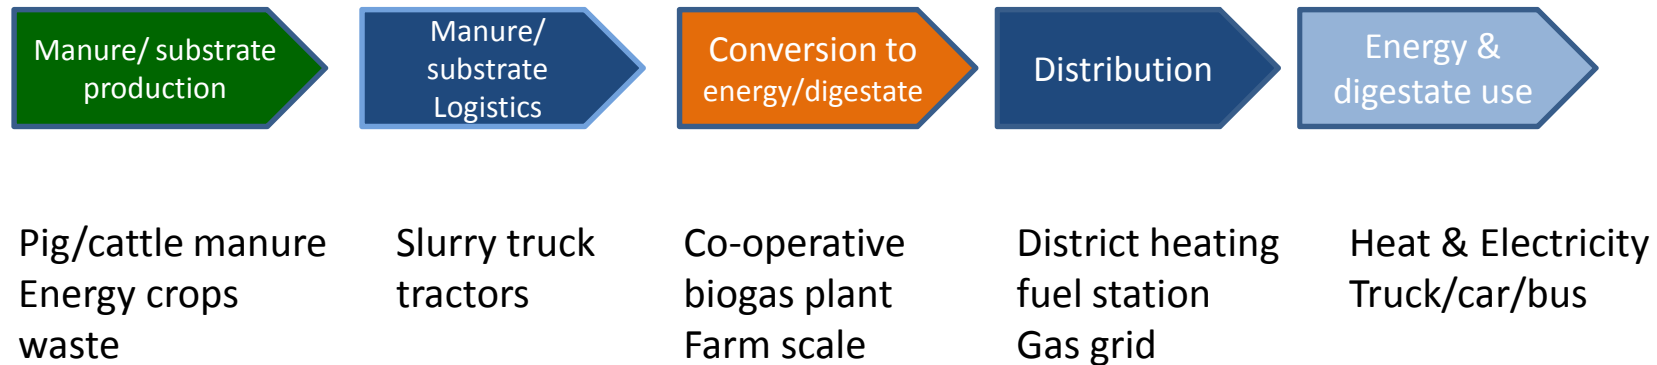 Manure/ substrate
production
Manure/
substrate
Logistics
Conversion to
energy/digestate
Distribution
Energy &
digestate use
Pig/cattle manure
Energy crops
waste
Slurry truck
tractors
Co-operative
biogas plant
Farm scale
District heating
fuel station
Gas grid
Heat & Electricity
Truck/car/bus